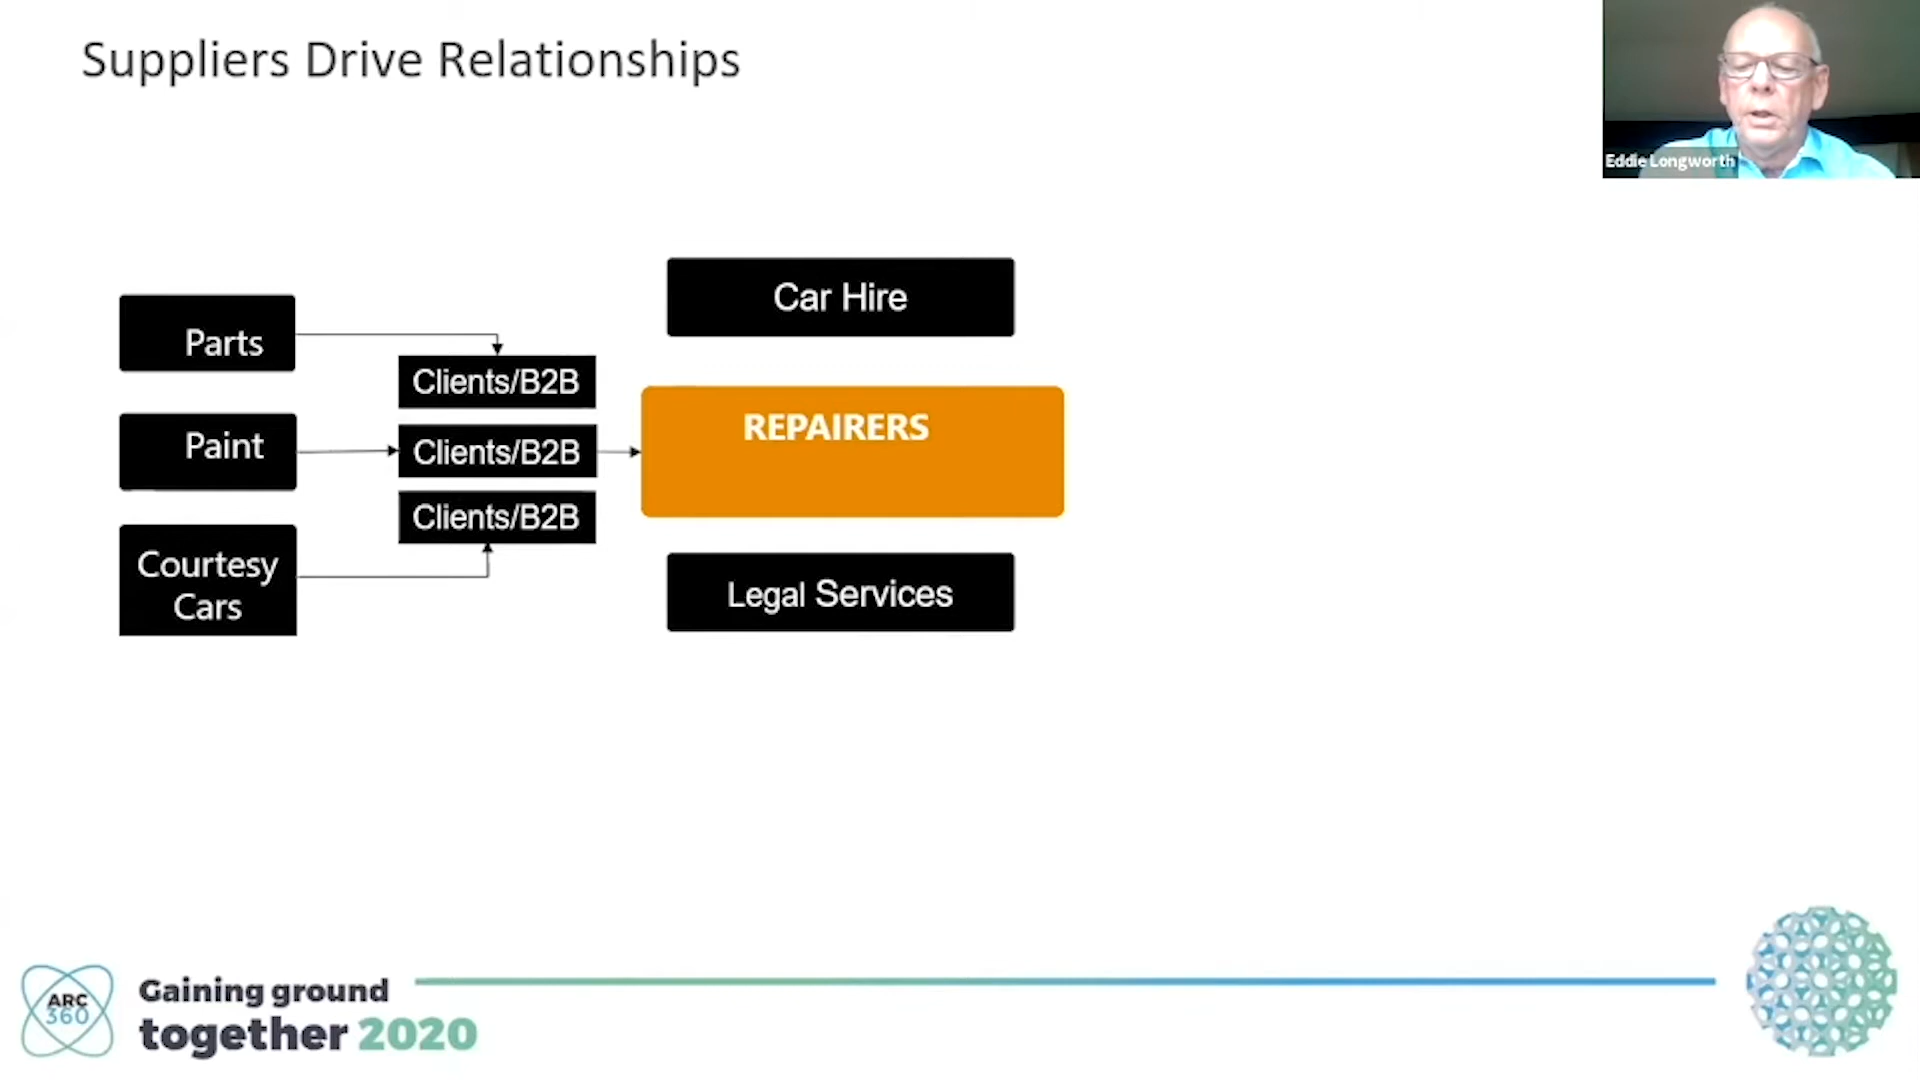 Suppliers Drive Relationships
Eddie Longworth
Car Hire
Parts
Clients/B2B
Paint
Clients/B2B
REPAIRERS
Clients/B2B
Courtesy
Cars
Legal Services
ARC
360
Gaining ground
together 2020